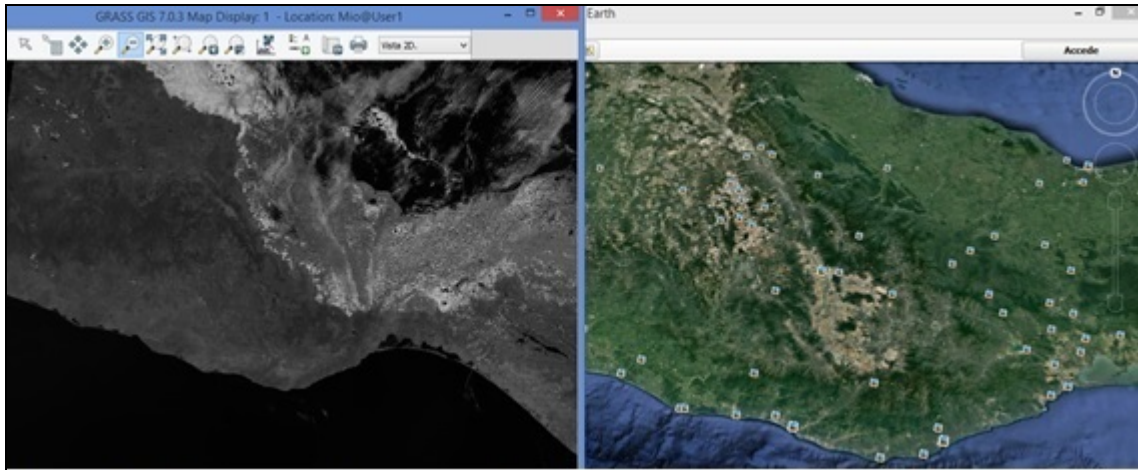 GRASS GIS 7.0.3 Map Display: 1 - Location: Mio@User1
Earth
Vista 2D.
Accede